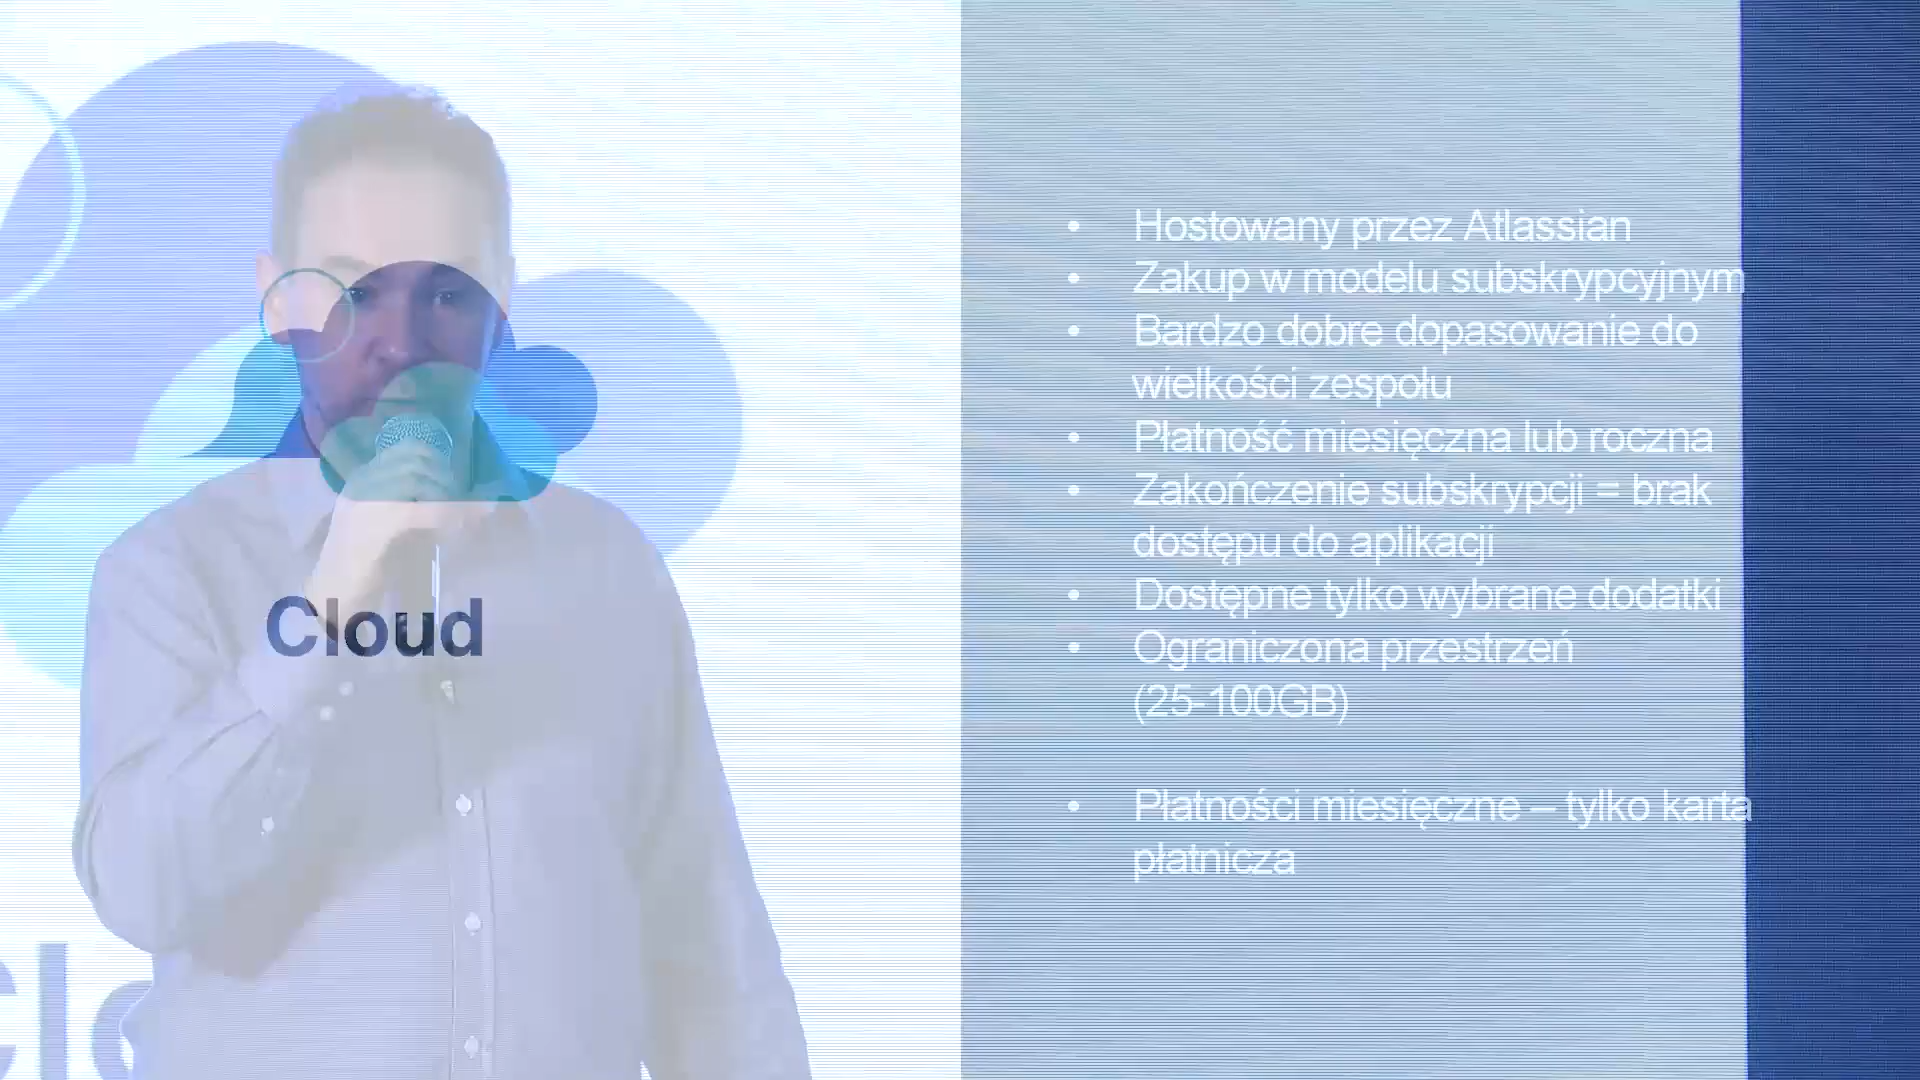 Cloud
• Hostowany przez Atlassian
• Zakup w modelu subskrypcyjnym
• Bardzo dobre dopasowanie do
wielkości zespołu
• Płatność miesięczna lub roczna
• Zakończenie subskrypcji = brak
dostępu do aplikacji
• Dostępne tylko wybrane dodatki
• Ograniczona przestrzeń
(25-100GB)
• Płatności miesięczne – tylko karta
płatnicza